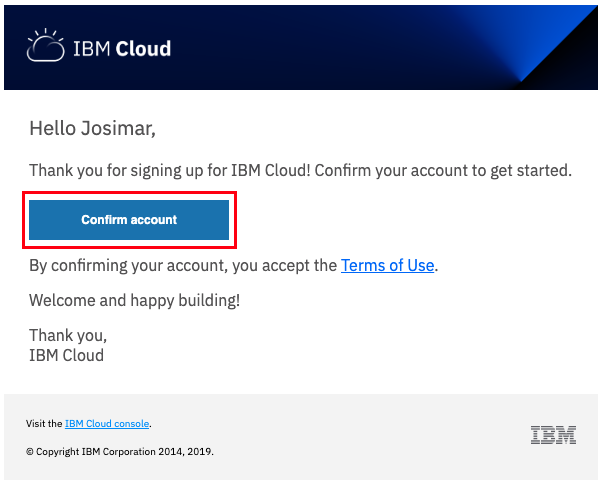 IBM Cloud
Hello Josimar,
Thank you for signing up for IBM Cloud! Confirm your account to get started.
Confirm account
By confirming your account, you accept the Terms of Use.
Welcome and happy building!
Thank you,
IBM Cloud
Visit the IBM Cloud console.
© Copyright IBM Corporation 2014, 2019.
IBM